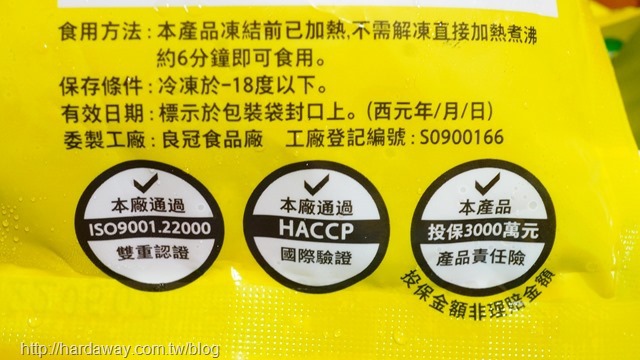 食用方法：本產品凍結前已加熱,不需解凍直接加熱煮沸
約6分鐘即可食用。
保存條件：冷凍於-18度以下。
有效日期：標示於包裝袋封口上。(西元年/月/日)
委製工廠：良冠食品廠　工廠登記編號：S0900166
本廠通過
ISO9001.22000
雙重認證
本廠通過
HACCP
國際驗證
本產品
投保3000萬元
產品責任險
投保金額非理賠金額
http://hardaway.com.tw/blog